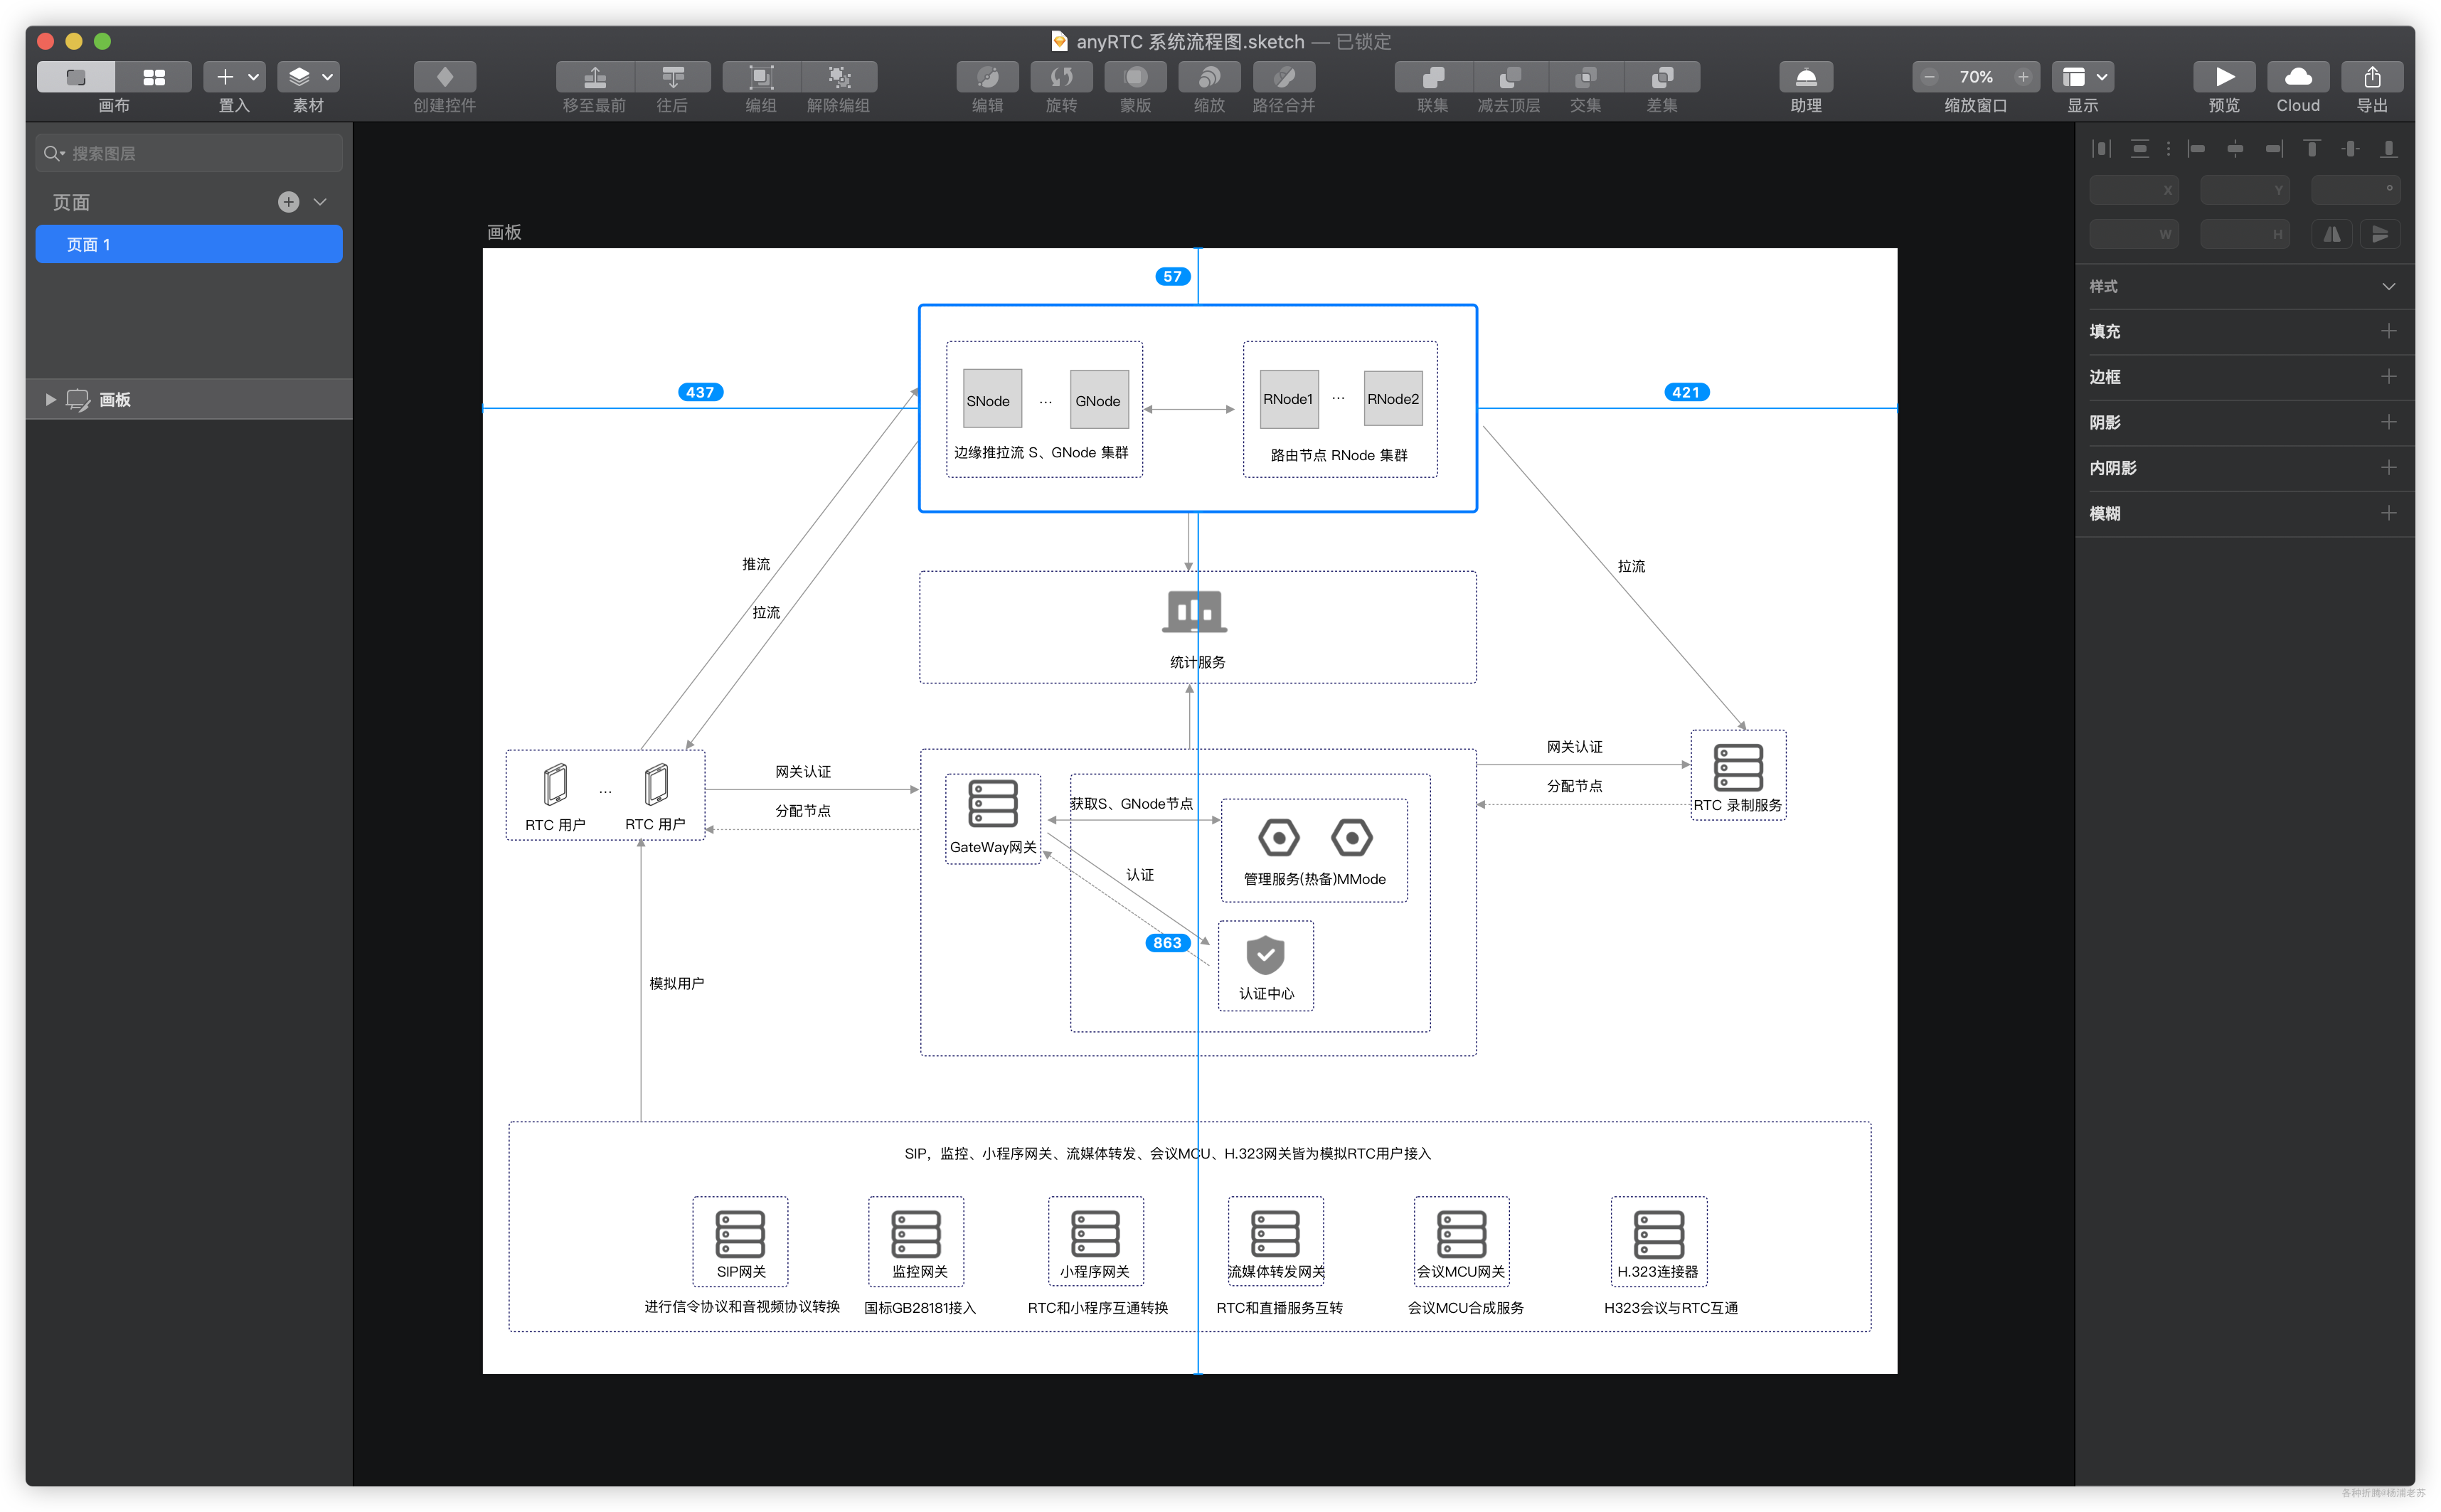 anyRTC 系统流程图.sketch — 已锁定
70%
画布
置入
素材
创建控件
移至最前
往后
编组
解除编组
编辑
旋转
蒙版
缩放
路径合并
联集
减去顶层
交集
差集
助理
缩放窗口
显示
预览
Cloud
导出
搜索图层
页面
页面 1
画板
画板
57
437
421
SNode
...
GNode
边缘推拉流 S、GNode 集群
RNode1
...
RNode2
路由节点 RNode 集群
推流
拉流
拉流
统计服务
RTC 用户
...
RTC 用户
网关认证
分配节点
GateWay网关
获取S、GNode节点
认证
管理服务(热备)MMode
863
认证中心
网关认证
分配节点
RTC 录制服务
模拟用户
SIP，监控、小程序网关、流媒体转发、会议MCU、H.323网关皆为模拟RTC用户接入
SIP网关
监控网关
小程序网关
流媒体转发网关
会议MCU网关
H.323连接器
进行信令协议和音视频协议转换
国标GB28181接入
RTC和小程序互通转换
RTC和直播服务互转
会议MCU合成服务
H323会议与RTC互通
X
Y
°
W
H
样式
填充
边框
阴影
内阴影
模糊
各种折腾@杨浦老苏